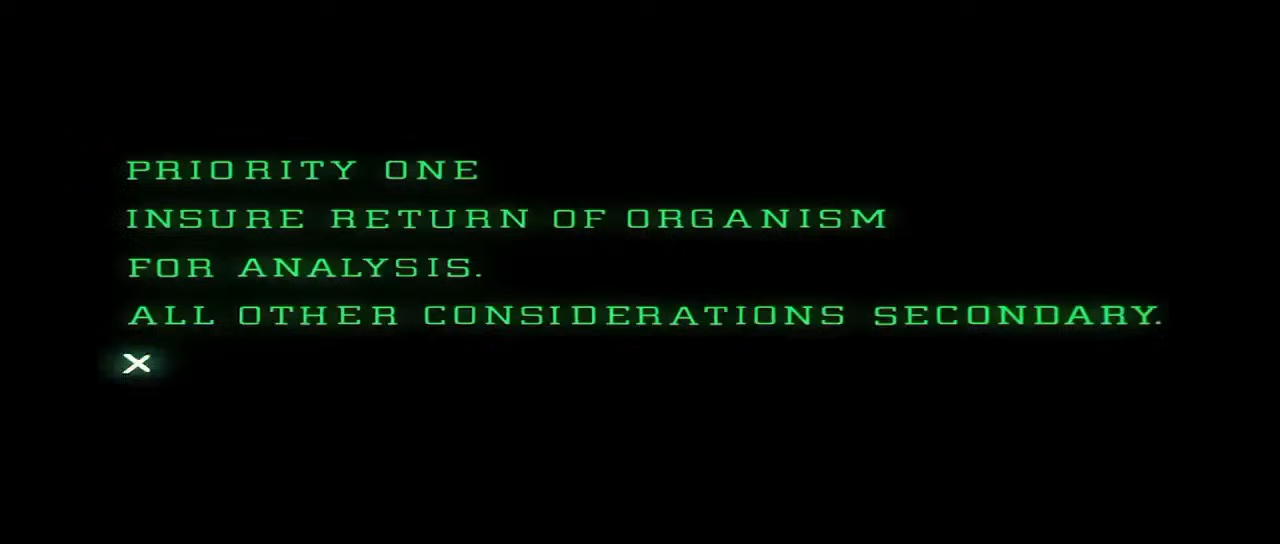 PRIORITY ONE
INSURE RETURN OF ORGANISM
FOR ANALYSIS.
ALL OTHER CONSIDERATIONS SECONDARY.
X